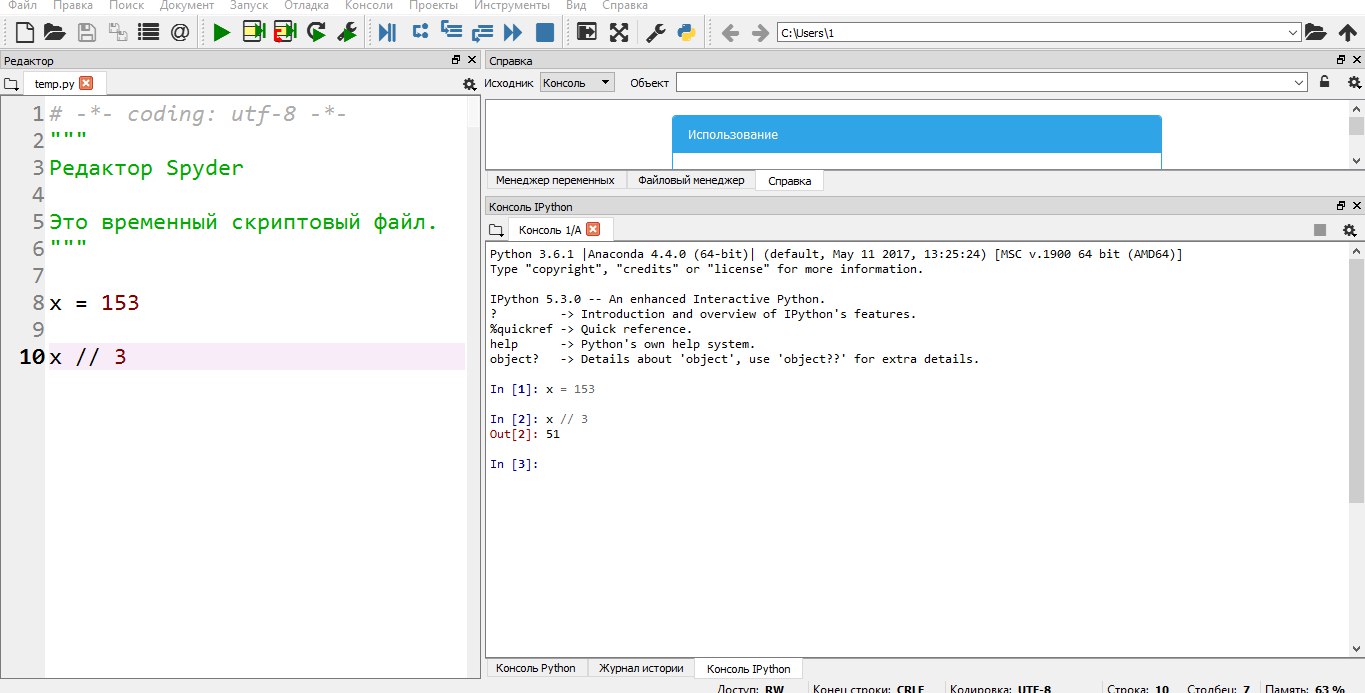 Файл Правка Поиск Документ Запуск Отладка Консоли Проекты Инструменты Вид Справка
C:\Users\1
Редактор
temp.py
1 # -*- coding: utf-8 -*-
2 """
3 Редактор Spyder
4
5 Это временный скриптовый файл.
6 """
7
8 x = 153
9
10 x // 3
Справка
Исходник Консоль Объект
Использование
Менеджер переменных Файловый менеджер Справка
Консоль IPython
Консоль 1/A
Python 3.6.1 |Anaconda 4.4.0 (64-bit)| (default, May 11 2017, 13:25:24) [MSC v.1900 64 bit (AMD64)]
Type "copyright", "credits" or "license" for more information.
IPython 5.3.0 -- An enhanced Interactive Python.
? -> Introduction and overview of IPython's features.
%quickref -> Quick reference.
help -> Python's own help system.
object? -> Details about 'object', use 'object??' for extra details.
In [1]: x = 153
In [2]: x // 3
Out[2]: 51
In [3]:
Консоль Python Журнал истории Консоль IPython
Доступ: RW Конец строки: CRLF Кодировка: UTF-8 Строка: 10 Столбец: 7 Память: 63 %